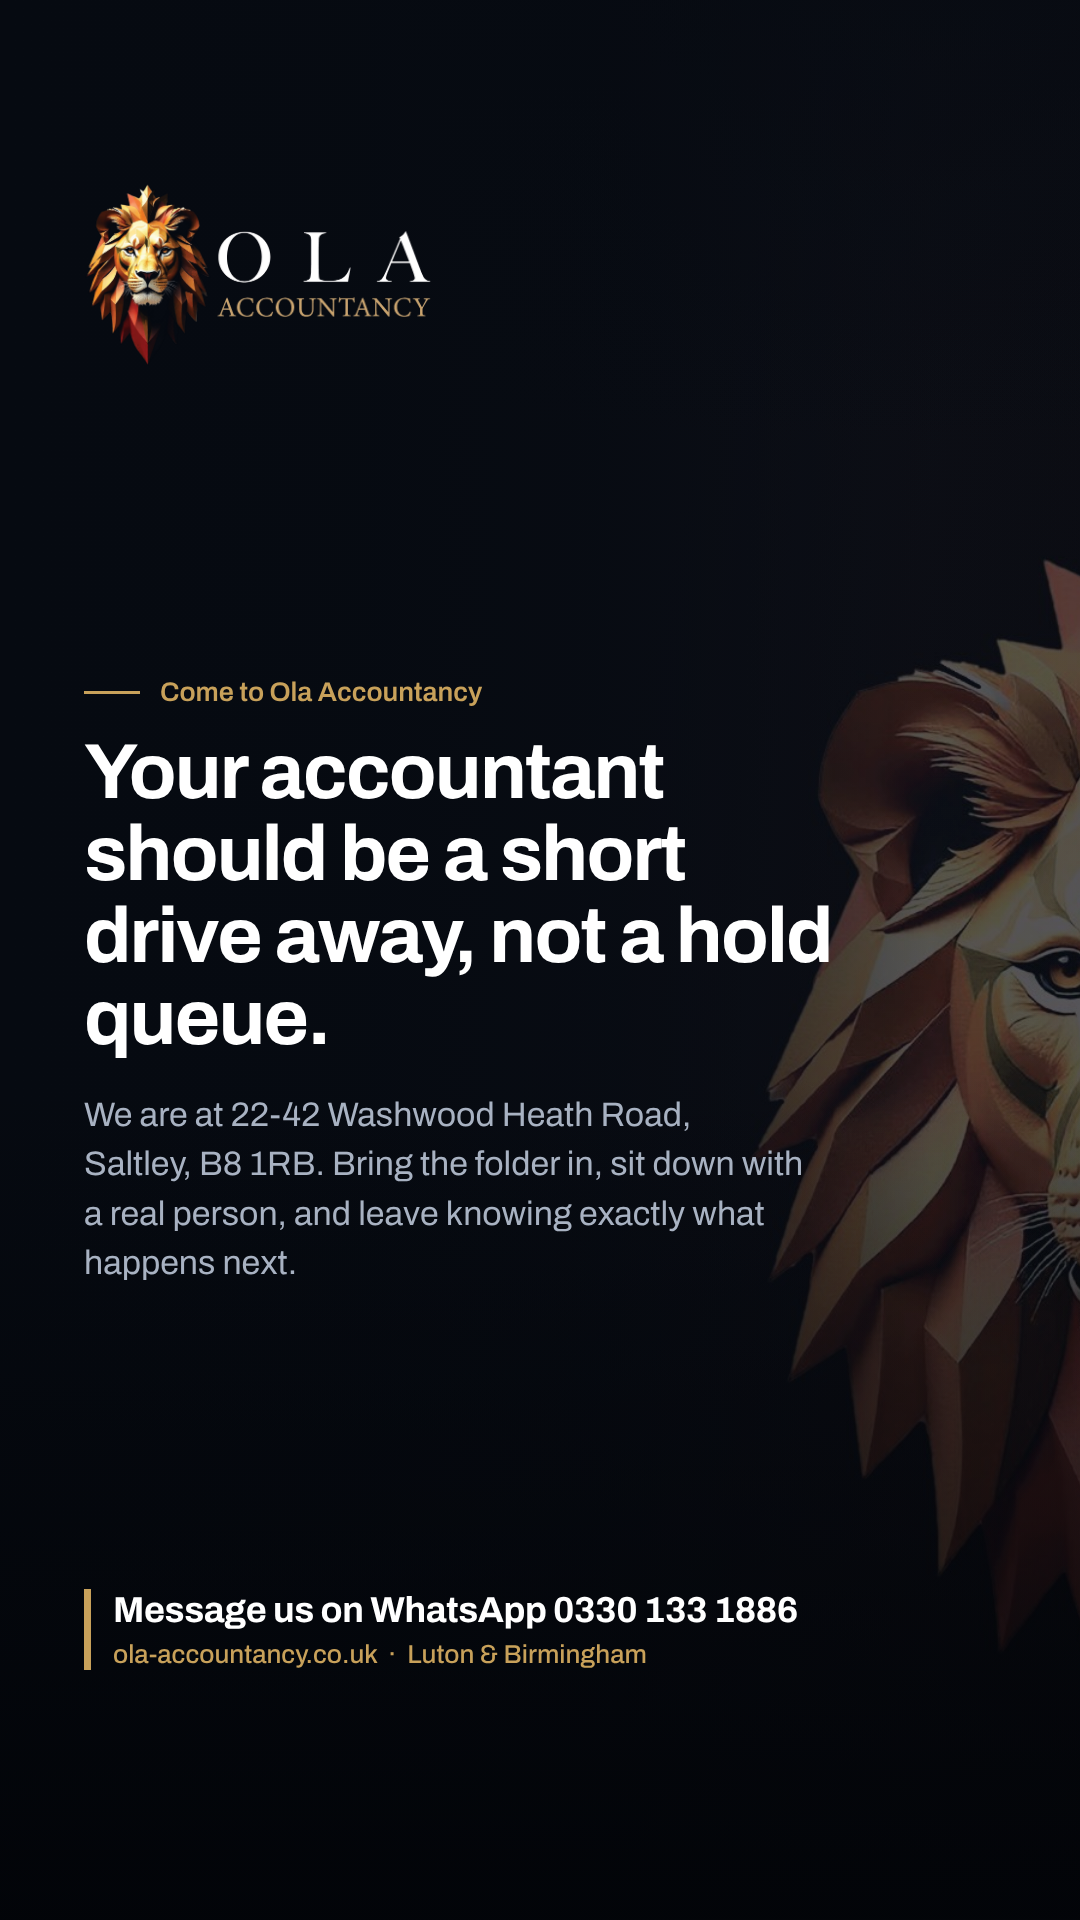 OLA
ACCOUNTANCY
Come to Ola Accountancy
Your accountant
should be a short
drive away, not a hold
queue.
We are at 22-42 Washwood Heath Road,
Saltley, B8 1RB. Bring the folder in, sit down with
a real person, and leave knowing exactly what
happens next.
Message us on WhatsApp 0330 133 1886
ola-accountancy.co.uk · Luton & Birmingham